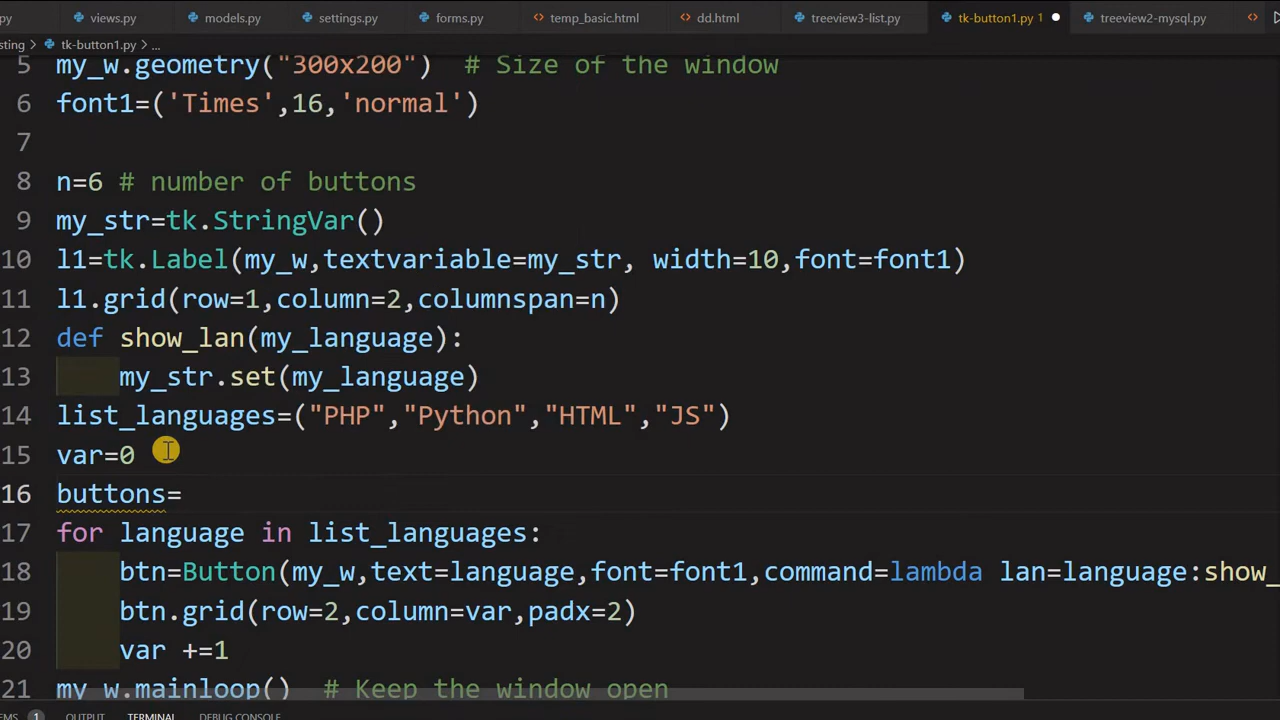 py views.py models.py settings.py forms.py temp_basic.html dd.html treeview3-list.py tk-button1.py 1 treeview2-mysql.py
sting > tk-button1.py > ...
5 my_w.geometry("300x200") # Size of the window
6 font1=('Times',16,'normal')
7
8 n=6 # number of buttons
9 my_str=tk.StringVar()
10 l1=tk.Label(my_w,textvariable=my_str, width=10,font=font1)
11 l1.grid(row=1,column=2,columnspan=n)
12 def show_lan(my_language):
13 my_str.set(my_language)
14 list_languages=("PHP","Python","HTML","JS")
15 var=0
16 buttons=
17 for language in list_languages:
18 btn=Button(my_w,text=language,font=font1,command=lambda lan=language:show_
19 btn.grid(row=2,column=var,padx=2)
20 var +=1
21 my_w.mainloop() # Keep the window open
EMS 1 OUTPUT TERMINAL DEBUG CONSOLE